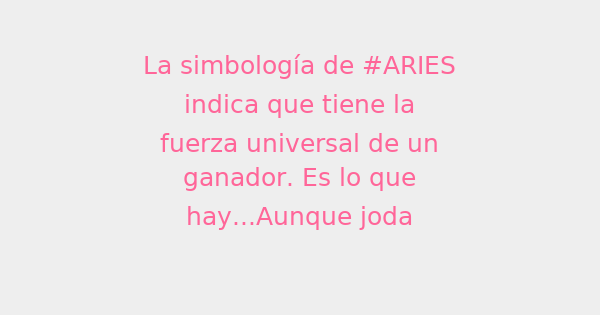 La simbología de #ARIES
indica que tiene la
fuerza universal de un
ganador. Es lo que
hay...Aunque joda